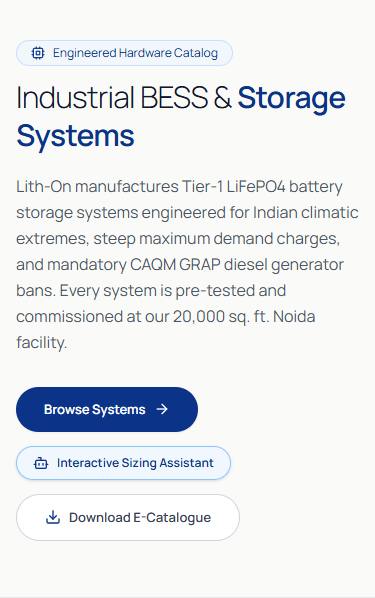 Engineered Hardware Catalog
Industrial BESS & Storage
Systems
Lith-On manufactures Tier-1 LiFePO4 battery
storage systems engineered for Indian climatic
extremes, steep maximum demand charges,
and mandatory CAQM GRAP diesel generator
bans. Every system is pre-tested and
commissioned at our 20,000 sq. ft. Noida
facility.
Browse Systems
Interactive Sizing Assistant
Download E-Catalogue